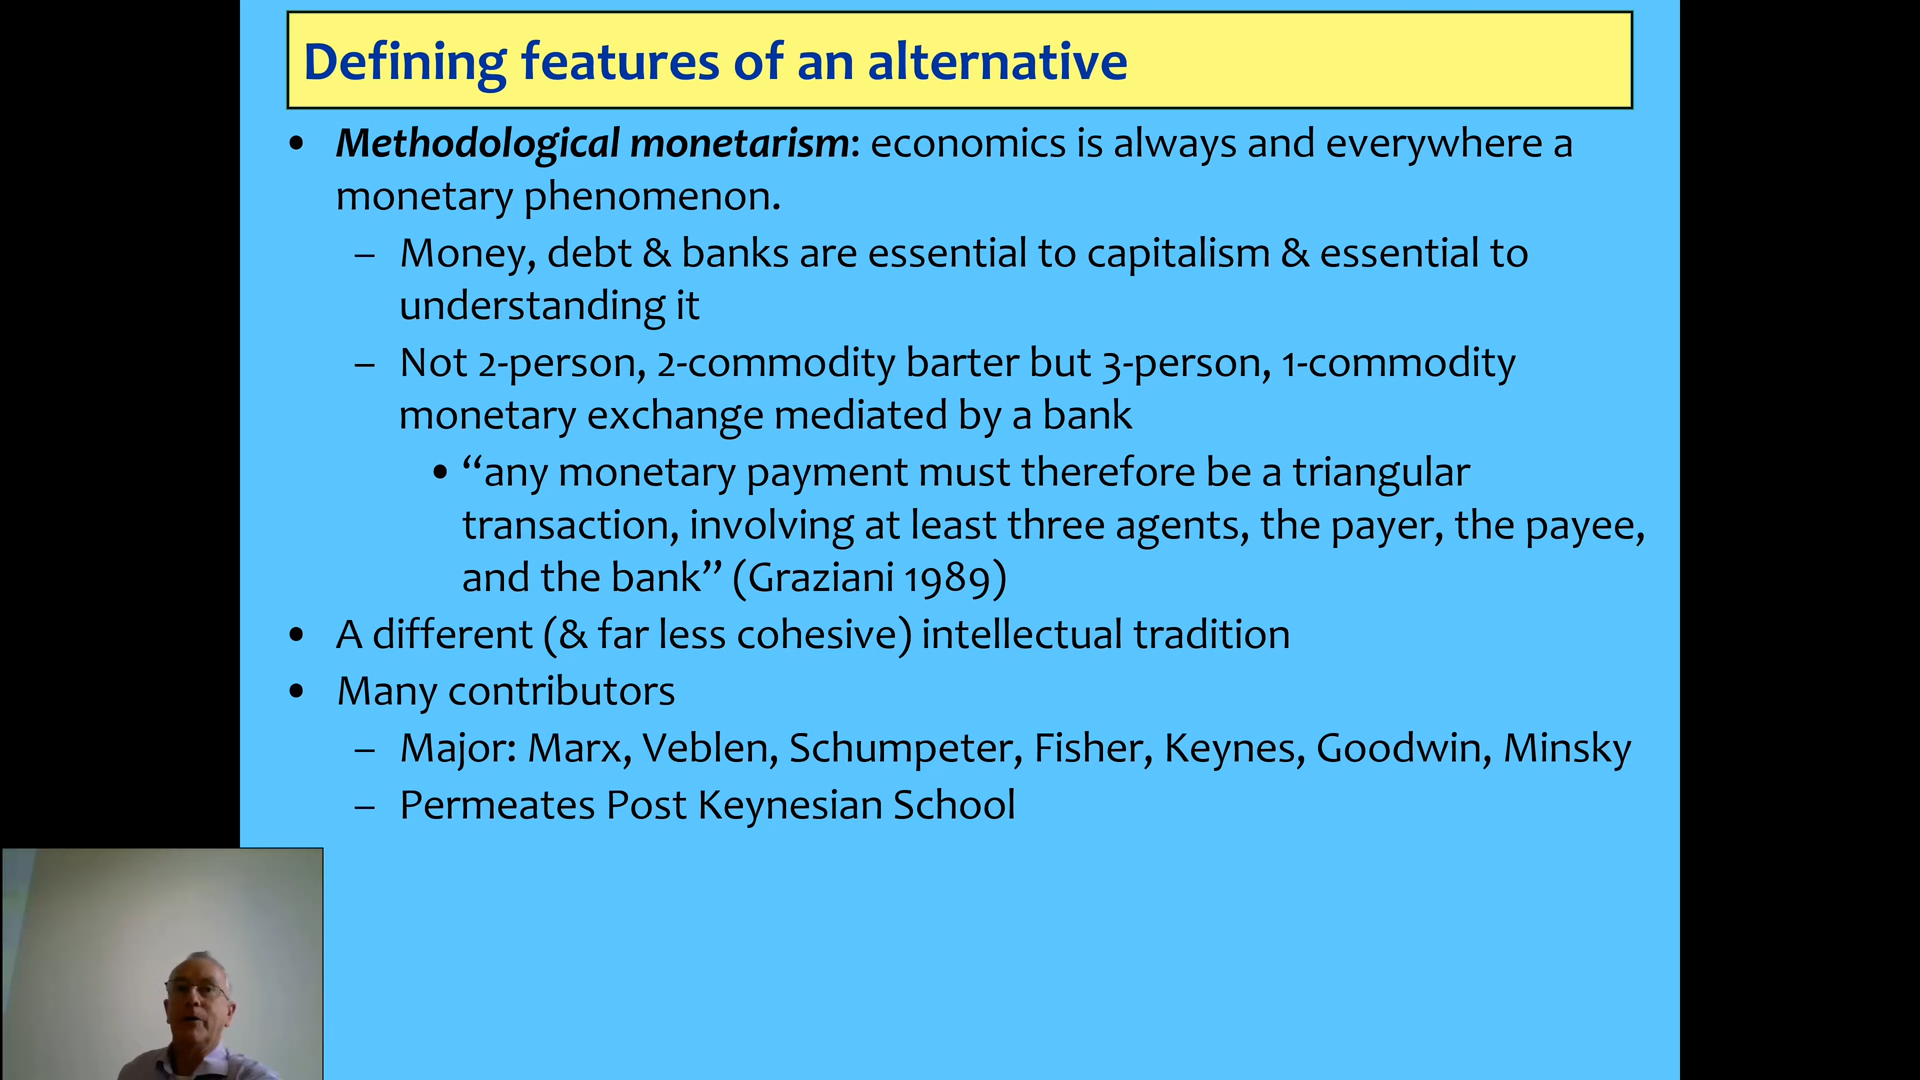 Defining features of an alternative
• Methodological monetarism: economics is always and everywhere a
monetary phenomenon.
– Money, debt & banks are essential to capitalism & essential to
understanding it
– Not 2-person, 2-commodity barter but 3-person, 1-commodity
monetary exchange mediated by a bank
• “any monetary payment must therefore be a triangular
transaction, involving at least three agents, the payer, the payee,
and the bank” (Graziani 1989)
• A different (& far less cohesive) intellectual tradition
• Many contributors
– Major: Marx, Veblen, Schumpeter, Fisher, Keynes, Goodwin, Minsky
– Permeates Post Keynesian School